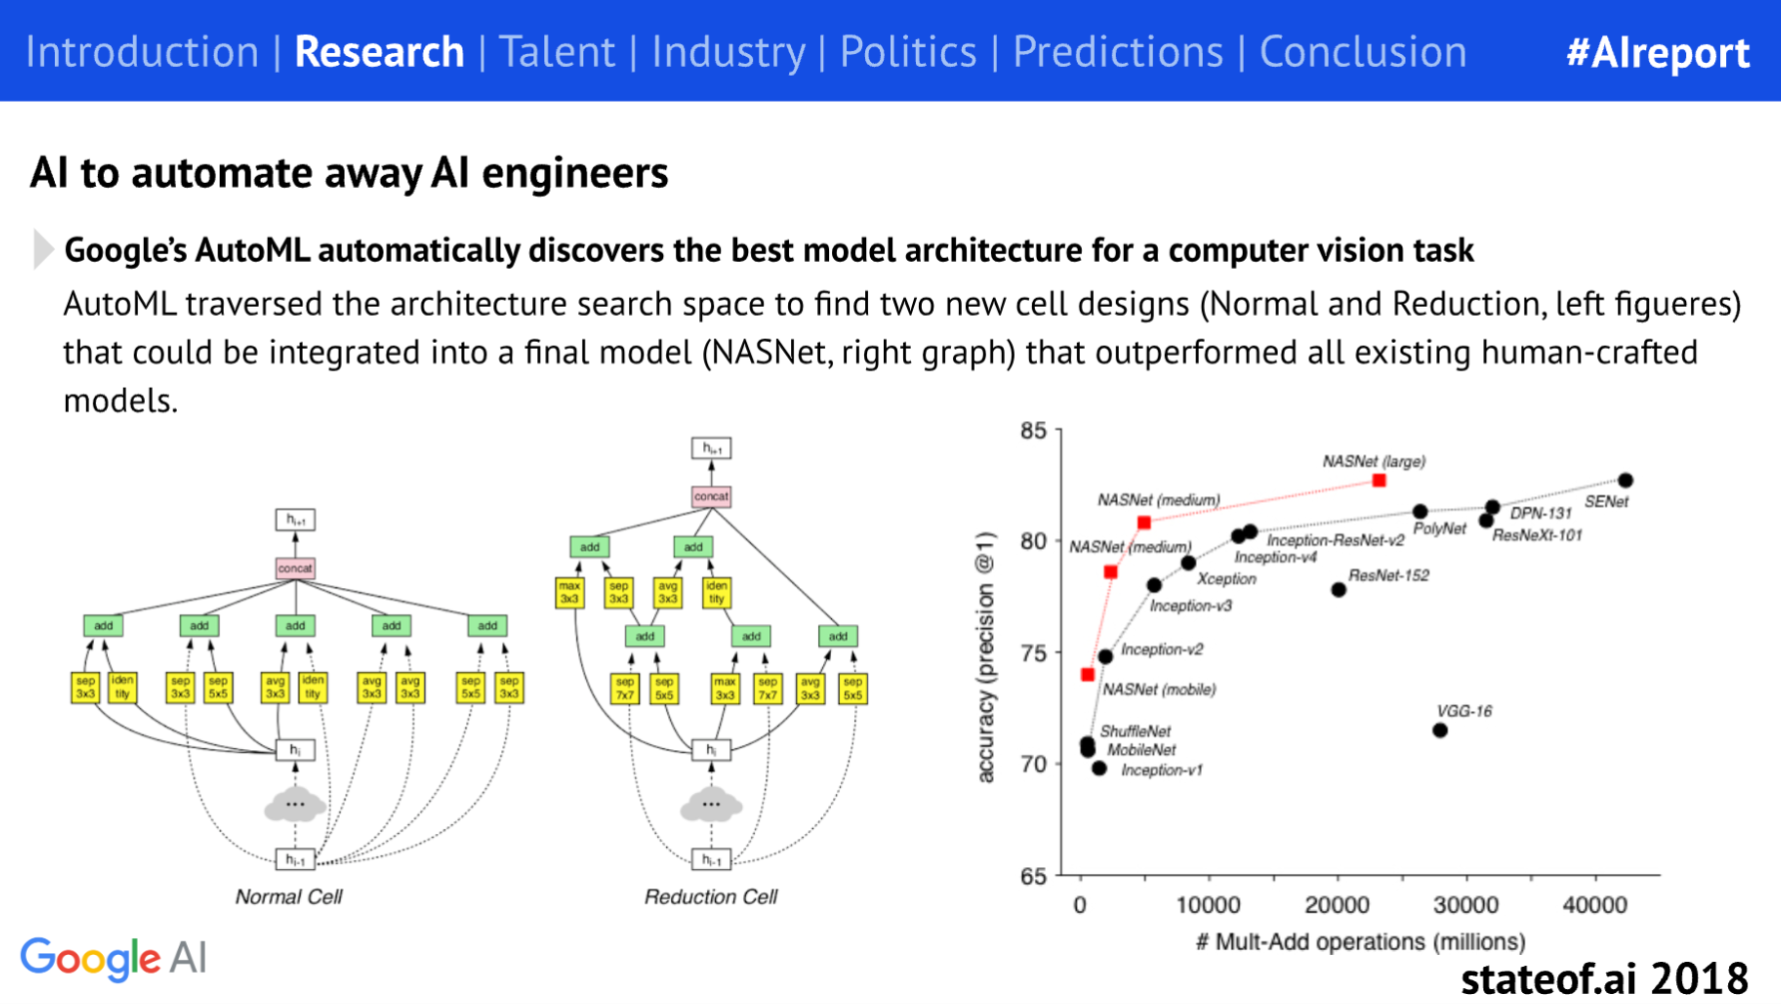 Introduction | Research | Talent | Industry | Politics | Predictions | Conclusion #AIreport
AI to automate away AI engineers
Google's AutoML automatically discovers the best model architecture for a computer vision task
AutoML traversed the architecture search space to find two new cell designs (Normal and Reduction, left figueres)
that could be integrated into a final model (NASNet, right graph) that outperformed all existing human-crafted
models.
hi+1
concat
add add add add add
sep 3x3 iden tity sep 3x3 sep 5x5 avg 3x3 iden tity avg 3x3 avg 3x3 sep 5x5 sep 3x3
hi
...
hi-1
Normal Cell
hi+1
concat
add add
max 3x3 sep 3x3 avg 3x3 iden tity
add add add
sep 7x7 sep 5x5 max 3x3 sep 7x7 avg 3x3 sep 5x5
hi
...
hi-1
Reduction Cell
accuracy (precision @1)
85
80
75
70
65
NASNet (large)
NASNet (medium)
SENet
DPN-131
PolyNet
ResNeXt-101
Inception-ResNet-v2
NASNet (medium)
Inception-v4
Xception
ResNet-152
Inception-v3
Inception-v2
NASNet (mobile)
VGG-16
ShuffleNet
MobileNet
Inception-v1
0 10000 20000 30000 40000
# Mult-Add operations (millions)
Google AI
stateof.ai 2018